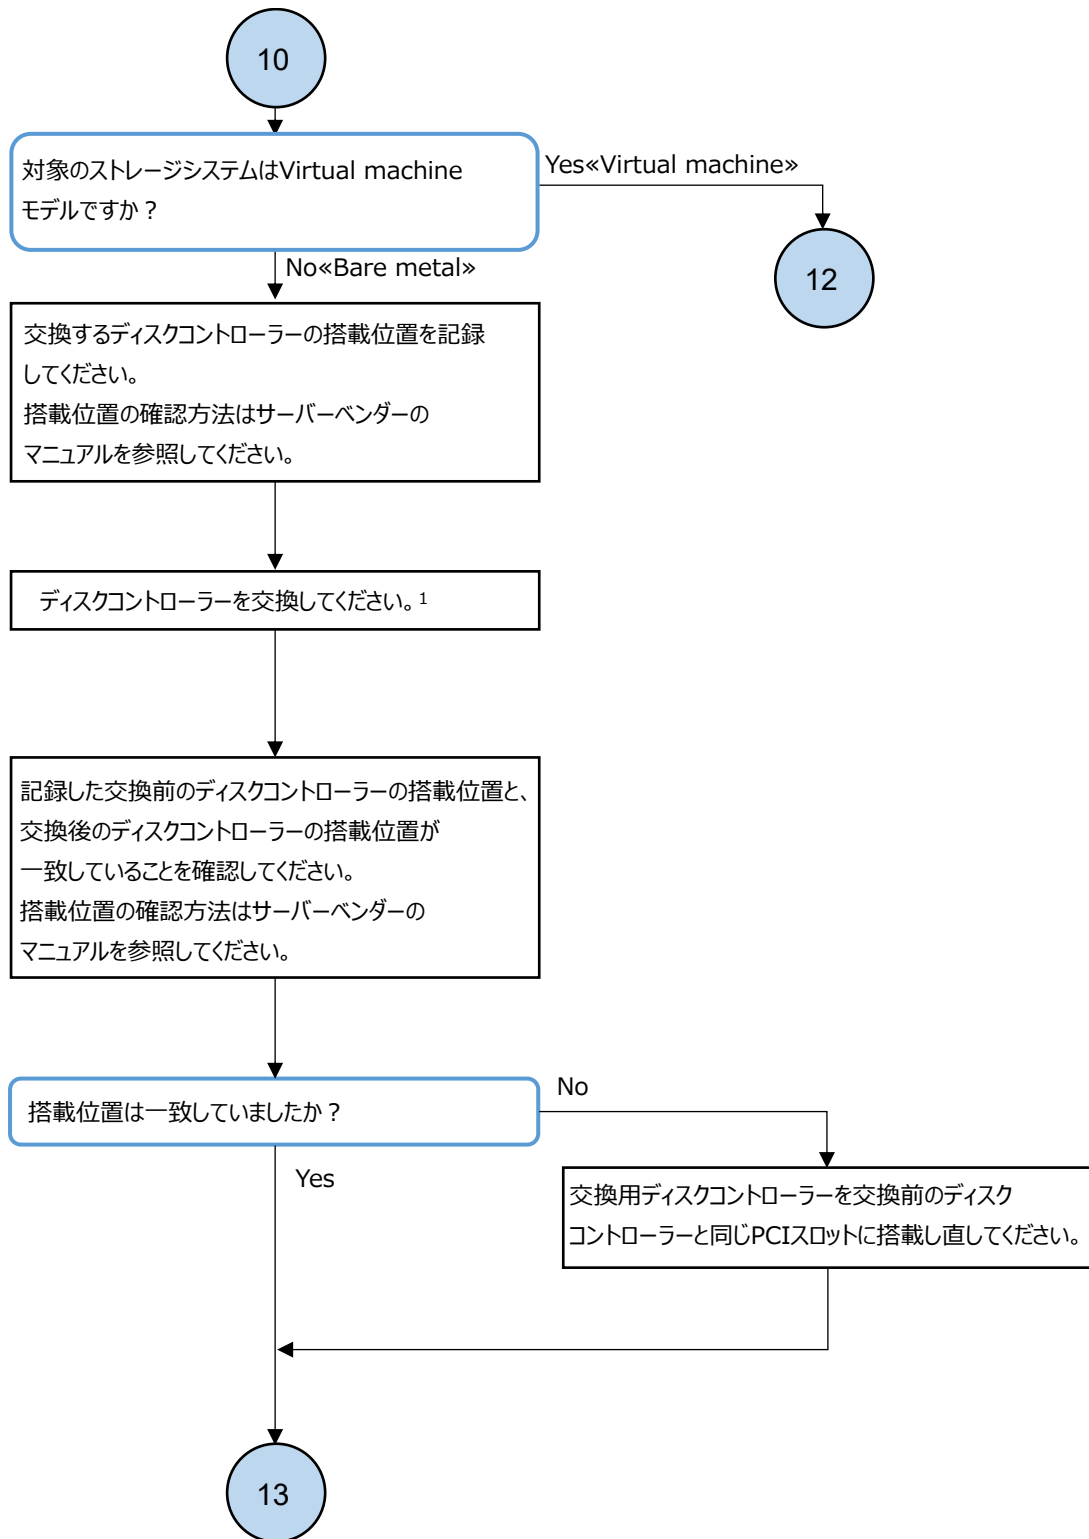 10
対象のストレージシステムはVirtual machine
モデルですか？
Yes«Virtual machine»
12
No«Bare metal»
交換するディスクコントローラーの搭載位置を記録
してください。
搭載位置の確認方法はサーバーベンダーの
マニュアルを参照してください。
ディスクコントローラーを交換してください。1
記録した交換前のディスクコントローラーの搭載位置と、
交換後のディスクコントローラーの搭載位置が
一致していることを確認してください。
搭載位置の確認方法はサーバーベンダーの
マニュアルを参照してください。
搭載位置は一致していましたか？
No
Yes
交換用ディスクコントローラーを交換前のディスク
コントローラーと同じPCIスロットに搭載し直してください。
13